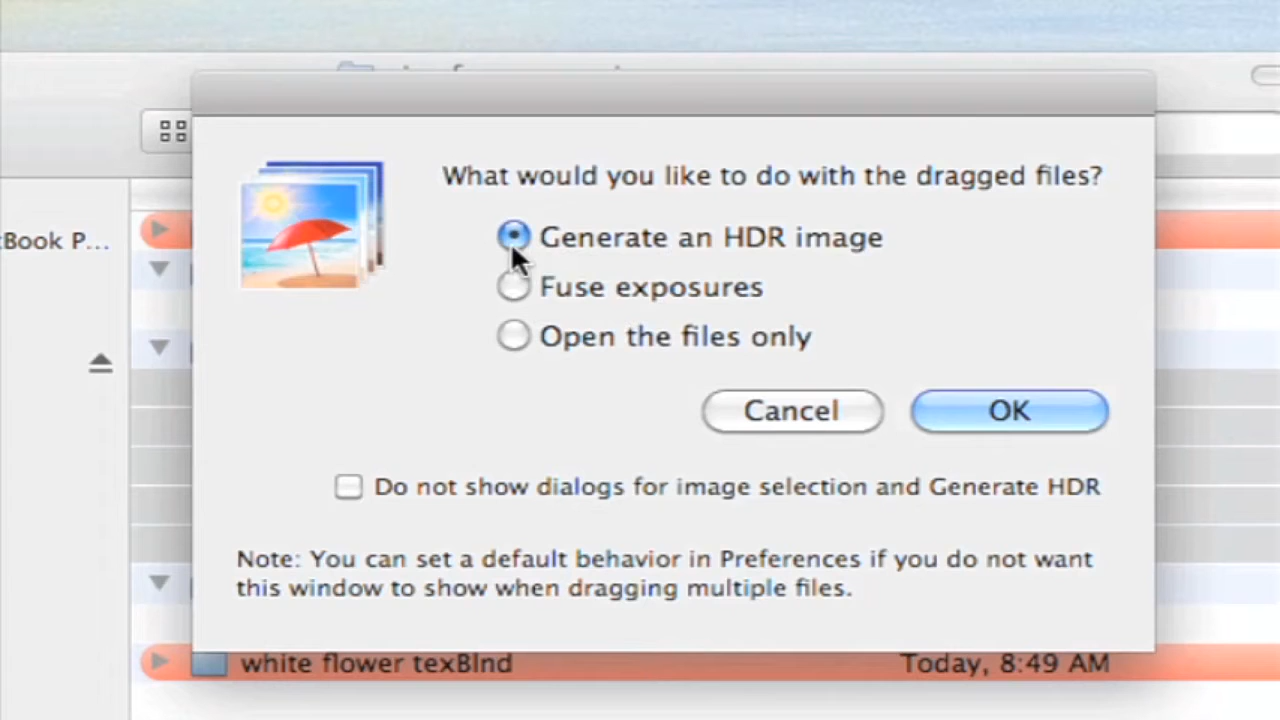 What would you like to do with the dragged files?
Generate an HDR image
tBook P...
Fuse exposures
Open the files only
Cancel
OK
Do not show dialogs for image selection and Generate HDR
Note: You can set a default behavior in Preferences if you do not want
this window to show when dragging multiple files.
white flower texBlnd Today, 8:49 AM